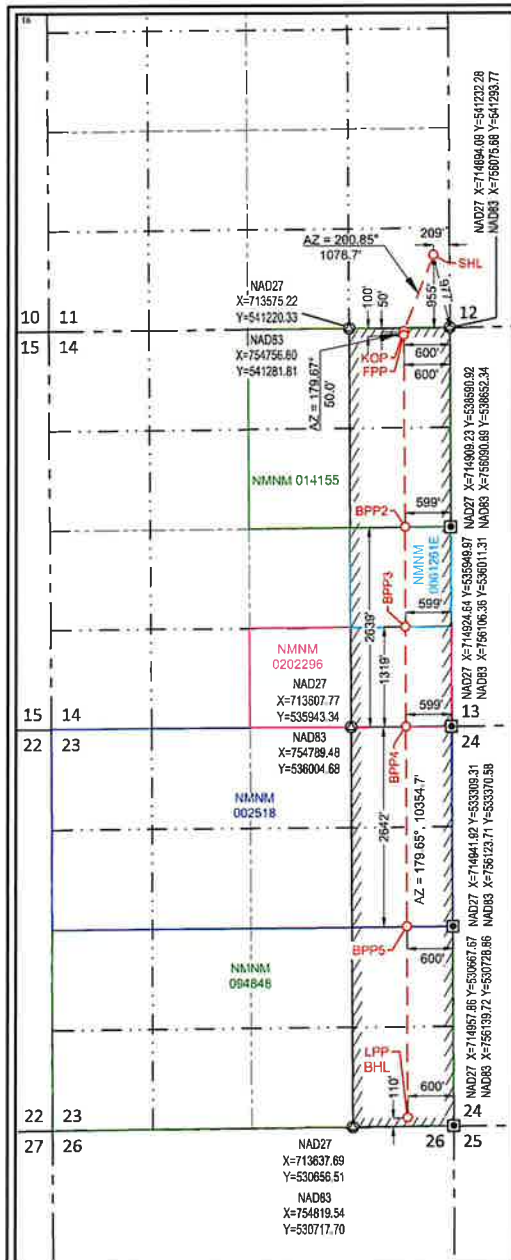 NAD27 X=714894.09 Y=541232.28
NAD83 X=756075.68 Y=541293.77
209'
AZ = 200.85°
1076.7'
SHL
955'
977'
100'
50'
NAD27
X=713575.22
Y=541220.33
NAD83
X=754756.60
Y=541281.81
10
11
12
15
14
KOP
FPP
600'
600'
AZ = 179.67°
50.0'
NAD27 X=714909.23 Y=538590.92
NAD83 X=756090.89 Y=538652.34
NMNM 014155
599'
BPP2
NMNM
0061261E
NAD27 X=714924.64 Y=535949.97
NAD83 X=756106.36 Y=536011.31
BPP3
2639'
599'
NMNM
0202296
1319'
NAD27
X=713607.77
Y=535943.34
599'
15
14
13
22
23
24
NAD83
X=754789.48
Y=536004.68
BPP4
NMNM
002518
2642'
AZ = 179.65°, 10354.7'
NAD27 X=714941.92 Y=533309.31
NAD83 X=756123.71 Y=533370.58
BPP5
600'
NMNM
094848
NAD27 X=714957.86 Y=530667.67
NAD83 X=756139.72 Y=530728.86
LPP
BHL
110'
600'
22
23
24
27
26
26
25
NAD27
X=713637.69
Y=530656.51
NAD83
X=754819.54
Y=530717.70